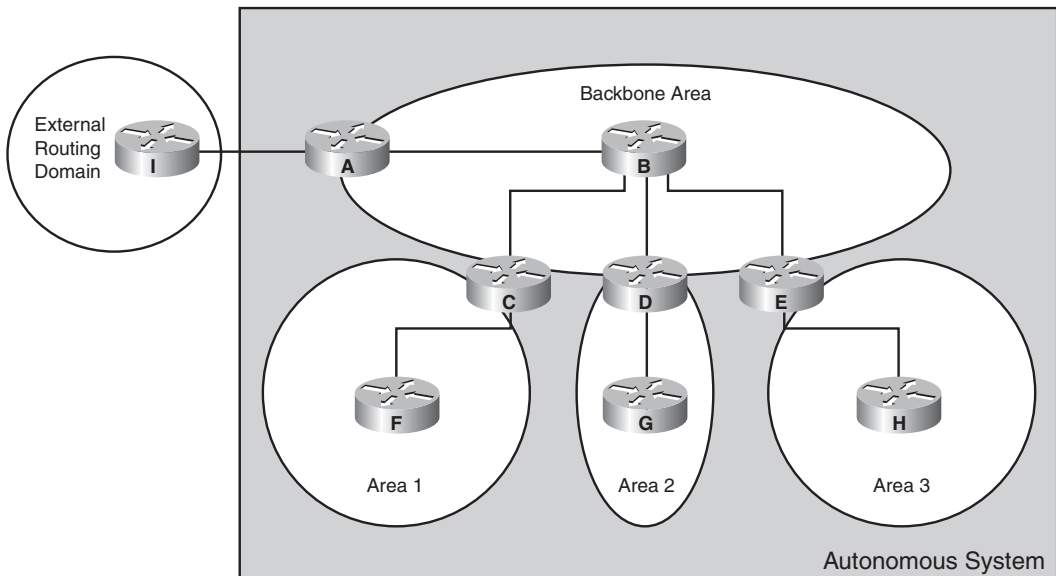 Backbone Area
External
Routing
Domain
I
A
B
C
D
E
F
G
H
Area 1
Area 2
Area 3
Autonomous System